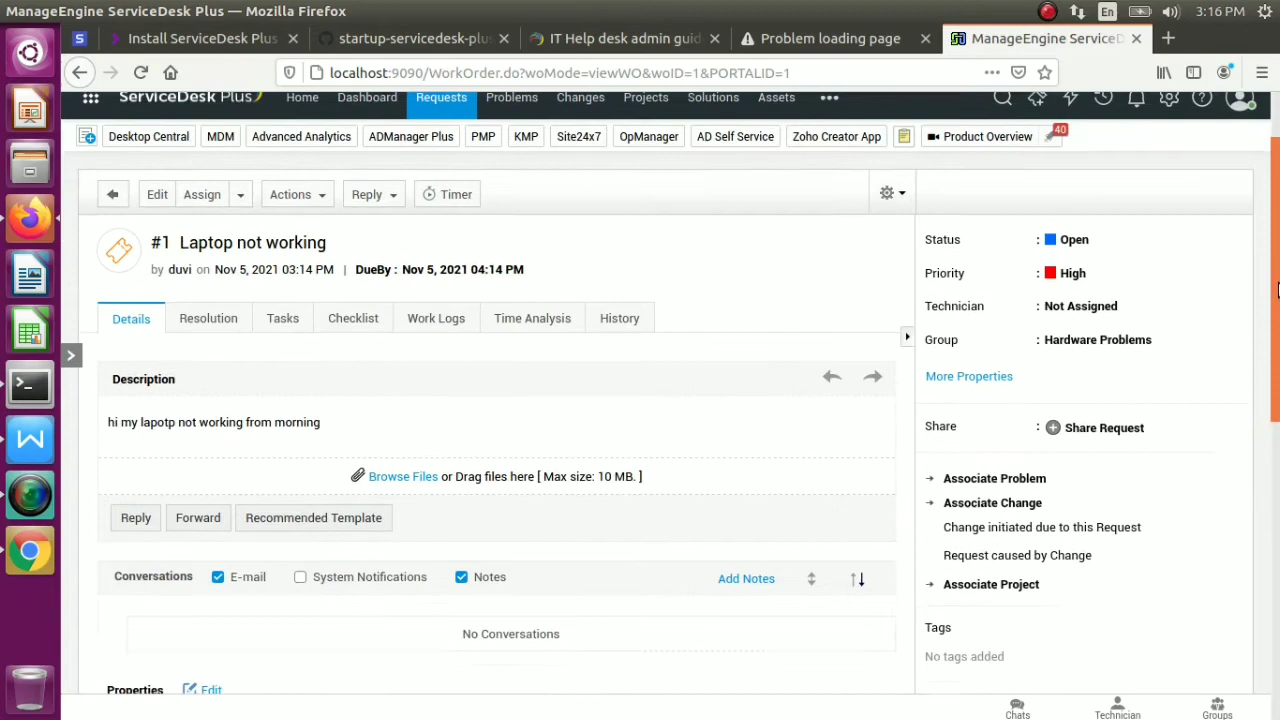 ManageEngine ServiceDesk Plus - Mozilla Firefox
En
3:16 PM
S
Install ServiceDesk Plus
startup-servicedesk-plus
IT Help desk admin guid
Problem loading page
ManageEngine ServiceD
localhost:9090/WorkOrder.do?woMode=viewWO&woID=1&PORTALID=1
ServiceDesk Plus
Home
Dashboard
Requests
Problems
Changes
Projects
Solutions
Assets
Desktop Central
MDM
Advanced Analytics
ADManager Plus
PMP
KMP
Site24x7
OpManager
AD Self Service
Zoho Creator App
Product Overview
40
Edit
Assign
Actions
Reply
Timer
#1 Laptop not working
by duvi on Nov 5, 2021 03:14 PM | DueBy : Nov 5, 2021 04:14 PM
Details
Resolution
Tasks
Checklist
Work Logs
Time Analysis
History
Description
hi my lapotp not working from morning
Browse Files or Drag files here [ Max size: 10 MB. ]
Reply
Forward
Recommended Template
Conversations
E-mail
System Notifications
Notes
Add Notes
No Conversations
Properties
Edit
Status : Open
Priority : High
Technician : Not Assigned
Group : Hardware Problems
More Properties
Share : Share Request
Associate Problem
Associate Change
Change initiated due to this Request
Request caused by Change
Associate Project
Tags
No tags added
Chats
Technician
Groups